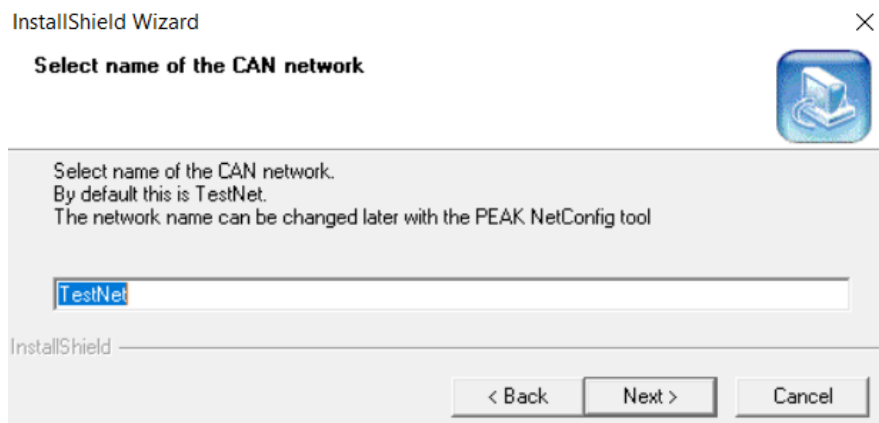 InstallShield Wizard
Select name of the CAN network
Select name of the CAN network.
By default this is TestNet.
The network name can be changed later with the PEAK NetConfig tool
TestNet
InstallShield
< Back Next > Cancel